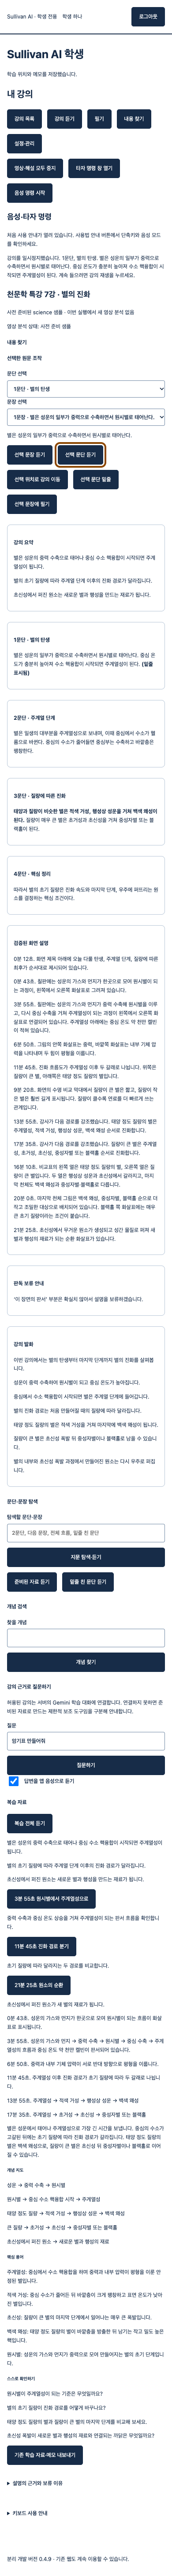 Sullivan AI · 학생 전용 학생 하나 로그아웃
Sullivan AI 학생
학습 위치와 메모를 저장했습니다.
내 강의
강의 목록 강의 듣기 필기 내용 찾기
설정·관리
영상·해설 모두 중지 타자 명령 창 열기
음성 명령 시작
음성·타자 명령
처음 사용 안내가 열려 있습니다. 사용법 안내 버튼에서 단축키와 음성 모드
를 확인하세요.
강의를 일시정지했습니다. 1문단, 별의 탄생. 별은 성운의 일부가 중력으로
수축하면서 원시별로 태어난다. 중심 온도가 충분히 높아져 수소 핵융합이 시
작되면 주계열성이 된다. 계속 들으려면 강의 재생을 누르세요.
천문학 특강 7강 · 별의 진화
사전 준비된 science 샘플 · 이번 실행에서 새 영상 분석 없음
영상 분석 상태: 사전 준비 샘플
내용 찾기
선택한 원문 조작
문단 선택
1문단 · 별의 탄생
문장 선택
1문장 · 별은 성운의 일부가 중력으로 수축하면서 원시별로 태어난다.
별은 성운의 일부가 중력으로 수축하면서 원시별로 태어난다.
선택 문장 듣기 선택 문단 듣기
선택 위치로 강의 이동 선택 문단 밑줄
선택 문장에 필기
강의 요약
별은 성운의 중력 수축으로 태어나 중심 수소 핵융합이 시작되면 주계
열성이 됩니다.
별의 초기 질량에 따라 주계열 단계 이후의 진화 경로가 달라집니다.
초신성에서 퍼진 원소는 새로운 별과 행성을 만드는 재료가 됩니다.
1문단 · 별의 탄생
별은 성운의 일부가 중력으로 수축하면서 원시별로 태어난다. 중심 온
도가 충분히 높아져 수소 핵융합이 시작되면 주계열성이 된다. (밑줄
표시됨)
2문단 · 주계열 단계
별은 일생의 대부분을 주계열성으로 보내며, 이때 중심에서 수소가 헬
륨으로 바뀐다. 중심의 수소가 줄어들면 중심부는 수축하고 바깥층은
팽창한다.
3문단 · 질량에 따른 진화
태양과 질량이 비슷한 별은 적색 거성, 행성상 성운을 거쳐 백색 왜성이
된다. 질량이 매우 큰 별은 초거성과 초신성을 거쳐 중성자별 또는 블
랙홀이 된다.
4문단 · 핵심 정리
따라서 별의 초기 질량은 진화 속도와 마지막 단계, 우주에 퍼뜨리는 원
소를 결정하는 핵심 조건이다.
검증된 화면 설명
0분 12초. 화면 제목 아래에 오늘 다룰 탄생, 주계열 단계, 질량에 따른
최후가 순서대로 제시되어 있습니다.
0분 43초. 칠판에는 성운의 가스와 먼지가 한곳으로 모여 원시별이 되
는 과정이, 왼쪽에서 오른쪽 화살표로 그려져 있습니다.
3분 55초. 칠판에는 성운의 가스와 먼지가 중력 수축해 원시별을 이루
고, 다시 중심 수축을 거쳐 주계열성이 되는 과정이 왼쪽에서 오른쪽 화
살표로 연결되어 있습니다. 주계열성 아래에는 중심 온도 약 천만 켈빈
이 적혀 있습니다.
6분 50초. 그림의 안쪽 화살표는 중력, 바깥쪽 화살표는 내부 기체 압
력을 나타내며 두 힘의 평형을 이룹니다.
11분 45초. 진화 흐름도가 주계열성 이후 두 갈래로 나뉩니다. 위쪽은
질량이 큰 별, 아래쪽은 태양 정도 질량의 별입니다.
9분 20초. 화면의 수명 비교 막대에서 질량이 큰 별은 짧고, 질량이 작
은 별은 훨씬 길게 표시됩니다. 질량이 클수록 연료를 더 빠르게 쓰는
관계입니다.
13분 55초. 강사가 다음 경로를 강조했습니다. 태양 정도 질량의 별은
주계열성, 적색 거성, 행성상 성운, 백색 왜성 순서로 진화합니다.
17분 35초. 강사가 다음 경로를 강조했습니다. 질량이 큰 별은 주계열
성, 초거성, 초신성, 중성자별 또는 블랙홀 순서로 진화합니다.
16분 10초. 비교표의 왼쪽 별은 태양 정도 질량의 별, 오른쪽 열은 질
량이 큰 별입니다. 두 열은 행성상 성운과 초신성에서 갈라지고, 마지
막 천체도 백색 왜성과 중성자별·블랙홀로 다릅니다.
20분 0초. 마지막 천체 그림은 백색 왜성, 중성자별, 블랙홀 순으로 더
작고 조밀한 대상으로 배치되어 있습니다. 블랙홀 쪽 화살표에는 매우
큰 초기 질량이라는 조건이 붙습니다.
21분 25초. 초신성에서 무거운 원소가 생성되고 성간 물질로 퍼져 새
별과 행성의 재료가 되는 순환 화살표가 있습니다.
판독 보류 안내
'이 장면의 판서' 부분은 확실치 않아서 설명을 보류하겠습니다.
강의 발화
이번 강의에서는 별의 탄생부터 마지막 단계까지 별의 진화를 살펴봅
니다.
성운이 중력 수축하여 원시별이 되고 중심 온도가 높아집니다.
중심에서 수소 핵융합이 시작되면 별은 주계열 단계에 들어갑니다.
별의 진화 경로는 처음 만들어질 때의 질량에 따라 달라집니다.
태양 정도 질량의 별은 적색 거성을 거쳐 마지막에 백색 왜성이 됩니다.
질량이 큰 별은 초신성 폭발 뒤 중성자별이나 블랙홀로 남을 수 있습니
다.
별의 내부와 초신성 폭발 과정에서 만들어진 원소는 다시 우주로 퍼집
니다.
문단·문장 탐색
탐색할 문단·문장
2문단, 다음 문장, 전체 흐름, 밑줄 친 문단
지문 탐색·듣기
준비된 자료 듣기 밑줄 친 문단 듣기
개념 검색
찾을 개념
개념 찾기
강의 근거로 질문하기
허용된 강의는 서버의 Gemini 학습 대화에 연결합니다. 연결하지 못하면 준
비된 자료로 만드는 제한적 보조 도구임을 구분해 안내합니다.
질문
암기표 만들어줘
질문하기
답변을 앱 음성으로 듣기
복습 자료
복습 전체 듣기
별은 성운의 중력 수축으로 태어나 중심 수소 핵융합이 시작되면 주계열성이
됩니다.
별의 초기 질량에 따라 주계열 단계 이후의 진화 경로가 달라집니다.
초신성에서 퍼진 원소는 새로운 별과 행성을 만드는 재료가 됩니다.
3분 55초 원시별에서 주계열성으로
중력 수축과 중심 온도 상승을 거쳐 주계열성이 되는 판서 흐름을 확인합니
다.
11분 45초 진화 경로 분기
초기 질량에 따라 달라지는 두 경로를 비교합니다.
21분 25초 원소의 순환
초신성에서 퍼진 원소가 새 별의 재료가 됩니다.
0분 43초. 성운의 가스와 먼지가 한곳으로 모여 원시별이 되는 흐름이 화살
표로 표시됩니다.
3분 55초. 성운의 가스와 먼지 → 중력 수축 → 원시별 → 중심 수축 → 주계
열성의 흐름과 중심 온도 약 천만 켈빈이 판서되어 있습니다.
6분 50초. 중력과 내부 기체 압력이 서로 반대 방향으로 평형을 이룹니다.
11분 45초. 주계열성 이후 진화 경로가 초기 질량에 따라 두 갈래로 나뉩니
다.
13분 55초. 주계열성 → 적색 거성 → 행성상 성운 → 백색 왜성
17분 35초. 주계열성 → 초거성 → 초신성 → 중성자별 또는 블랙홀
별은 성운에서 태어나 주계열성으로 가장 긴 시간을 보냅니다. 중심의 수소가
고갈된 뒤에는 초기 질량에 따라 진화 경로가 갈라집니다. 태양 정도 질량의
별은 백색 왜성으로, 질량이 큰 별은 초신성 뒤 중성자별이나 블랙홀로 이어
질 수 있습니다.
개념 지도
성운 → 중력 수축 → 원시별
원시별 → 중심 수소 핵융합 시작 → 주계열성
태양 정도 질량 → 적색 거성 → 행성상 성운 → 백색 왜성
큰 질량 → 초거성 → 초신성 → 중성자별 또는 블랙홀
초신성에서 퍼진 원소 → 새로운 별과 행성의 재료
핵심 용어
주계열성: 중심에서 수소 핵융합을 하며 중력과 내부 압력이 평형을 이룬 안
정된 별입니다.
적색 거성: 중심 수소가 줄어든 뒤 바깥층이 크게 팽창하고 표면 온도가 낮아
진 별입니다.
초신성: 질량이 큰 별의 마지막 단계에서 일어나는 매우 큰 폭발입니다.
백색 왜성: 태양 정도 질량의 별이 바깥층을 방출한 뒤 남기는 작고 밀도 높은
핵입니다.
원시별: 성운의 가스와 먼지가 중력으로 모여 만들어지는 별의 초기 단계입니
다.
스스로 확인하기
원시별이 주계열성이 되는 기준은 무엇일까요?
별의 초기 질량이 진화 경로를 어떻게 바꾸나요?
태양 정도 질량의 별과 질량이 큰 별의 마지막 단계를 비교해 보세요.
초신성 폭발이 새로운 별과 행성의 재료와 연결되는 까닭은 무엇일까요?
기존 학습 자료·메모 내보내기
▸ 설명의 근거와 보류 이유
▸ 키보드 사용 안내
분리 개발 버전 0.4.9 · 기존 웹도 계속 이용할 수 있습니다.